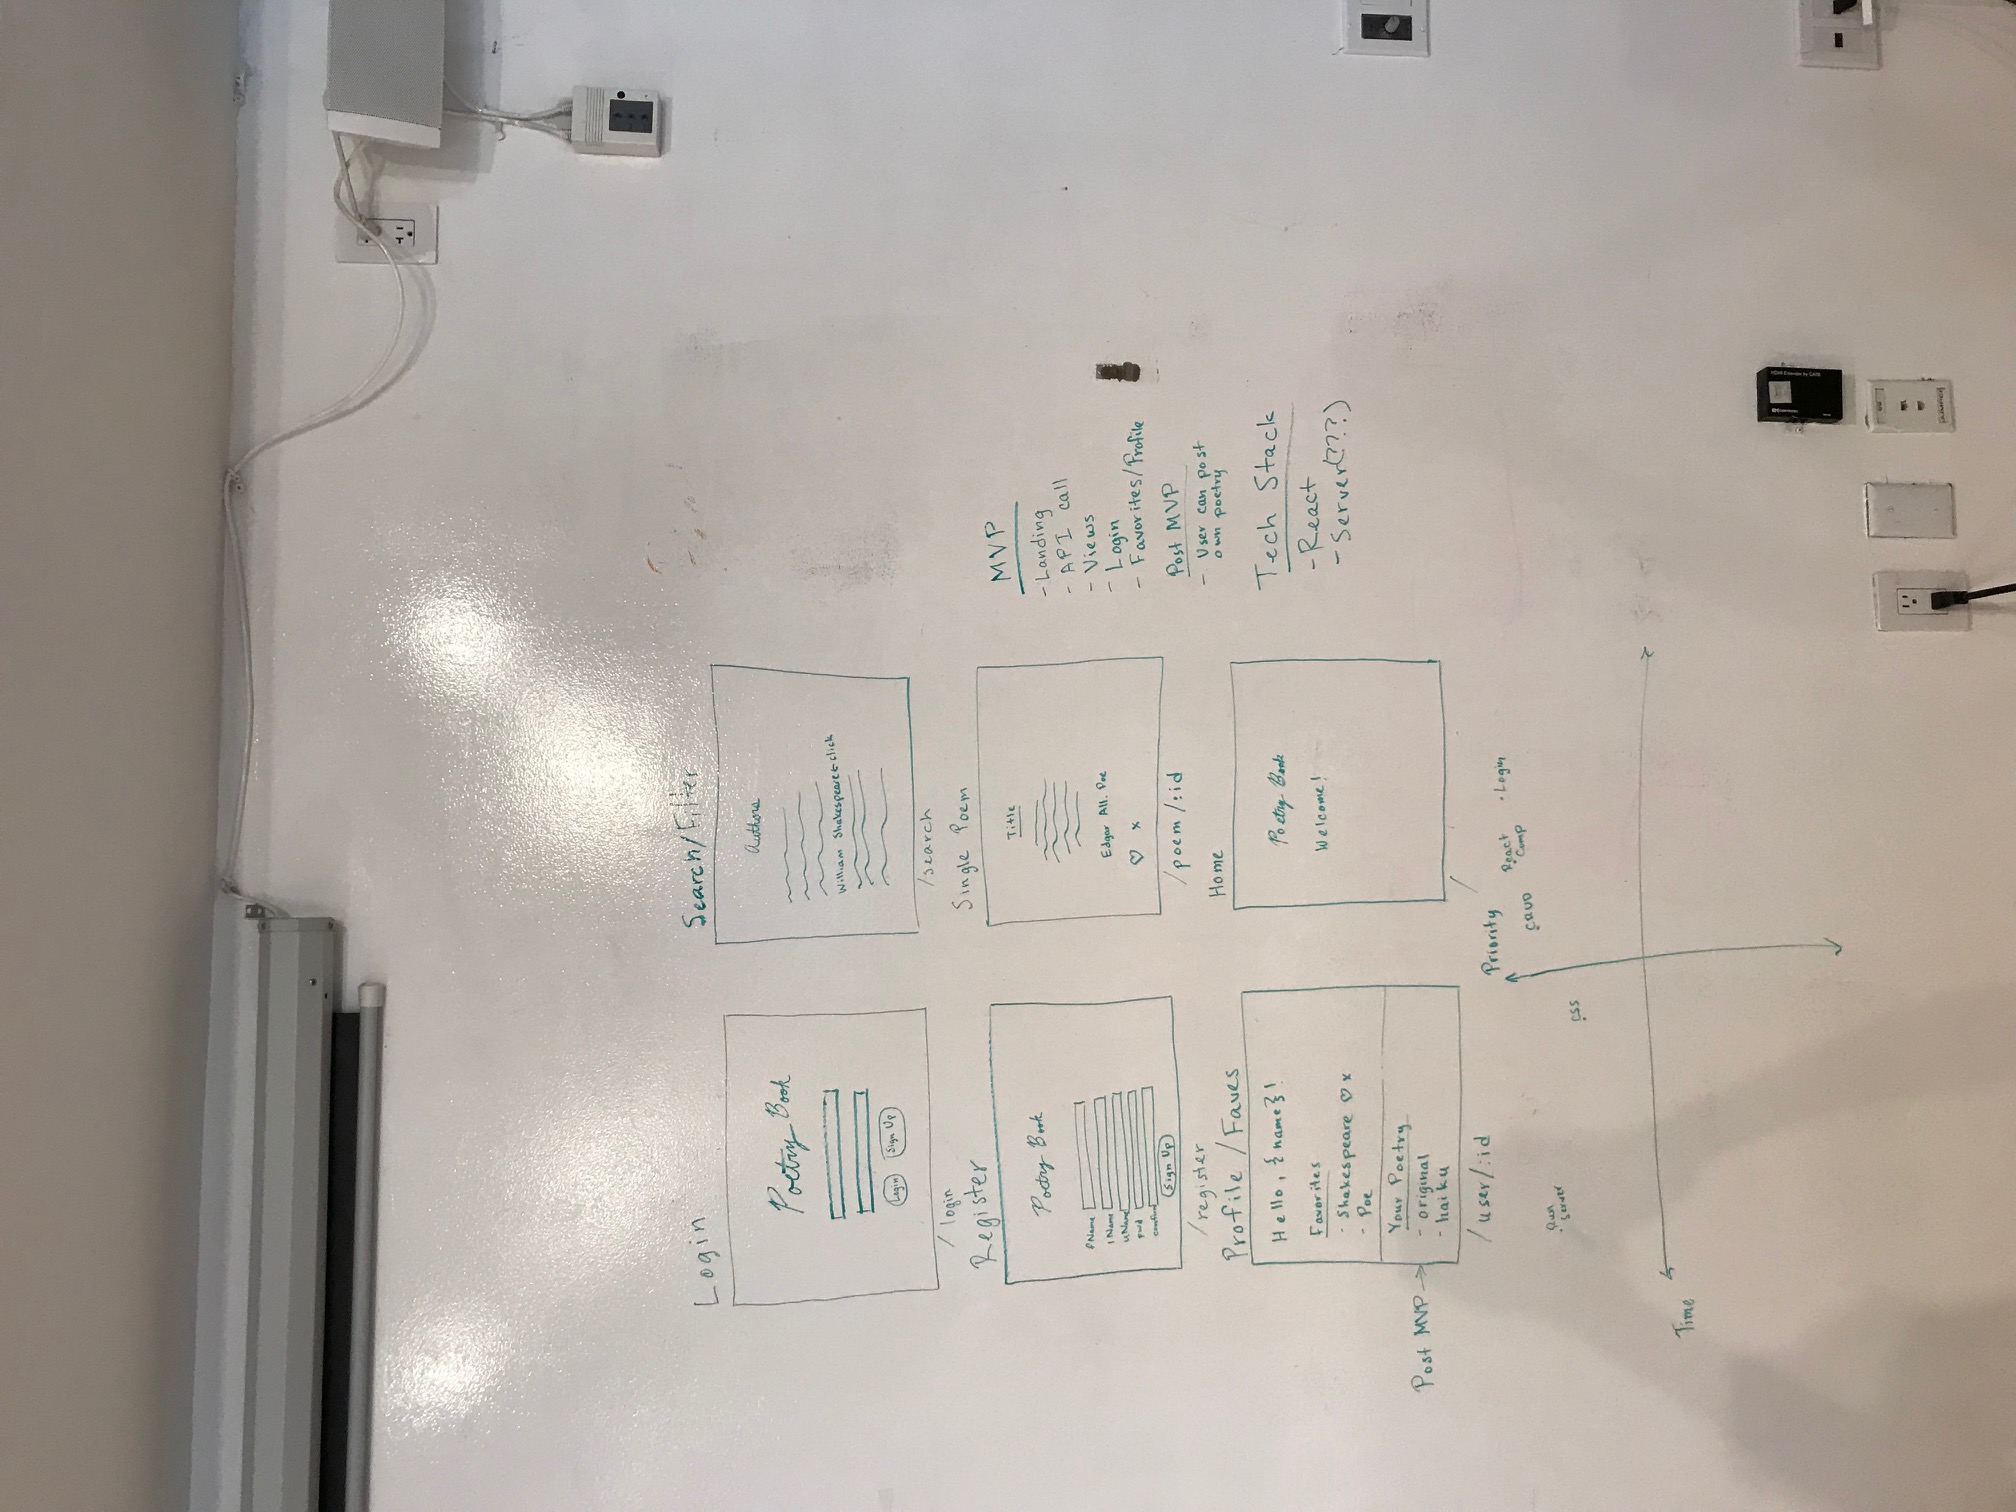 Login
Poetry Book
Login
Sign Up
/login
Register
Poetry Book
fName
lName
uName
pwd
confirm
Sign Up
/register
Profile / Faves
Hello, {name}!
Favorites
- Shakespeare ♡ x
- Poe
Your Poetry
- original
- haiku
Post MVP →
/user/:id
Search/Filter
Authors
William Shakespeare ← click
/search
Single Poem
Title
Edgar All. Poe
♡ x
/poem/:id
Home
Poetry Book
Welcome!
/
MVP
- Landing
- API call
- Views
- Login
- Favorites/Profile
Post MVP
- User can post
own poetry
Tech Stack
- React
- Server(???)
Priority
CRUD
React
Comp
Login
Run
Server
CSS
Time